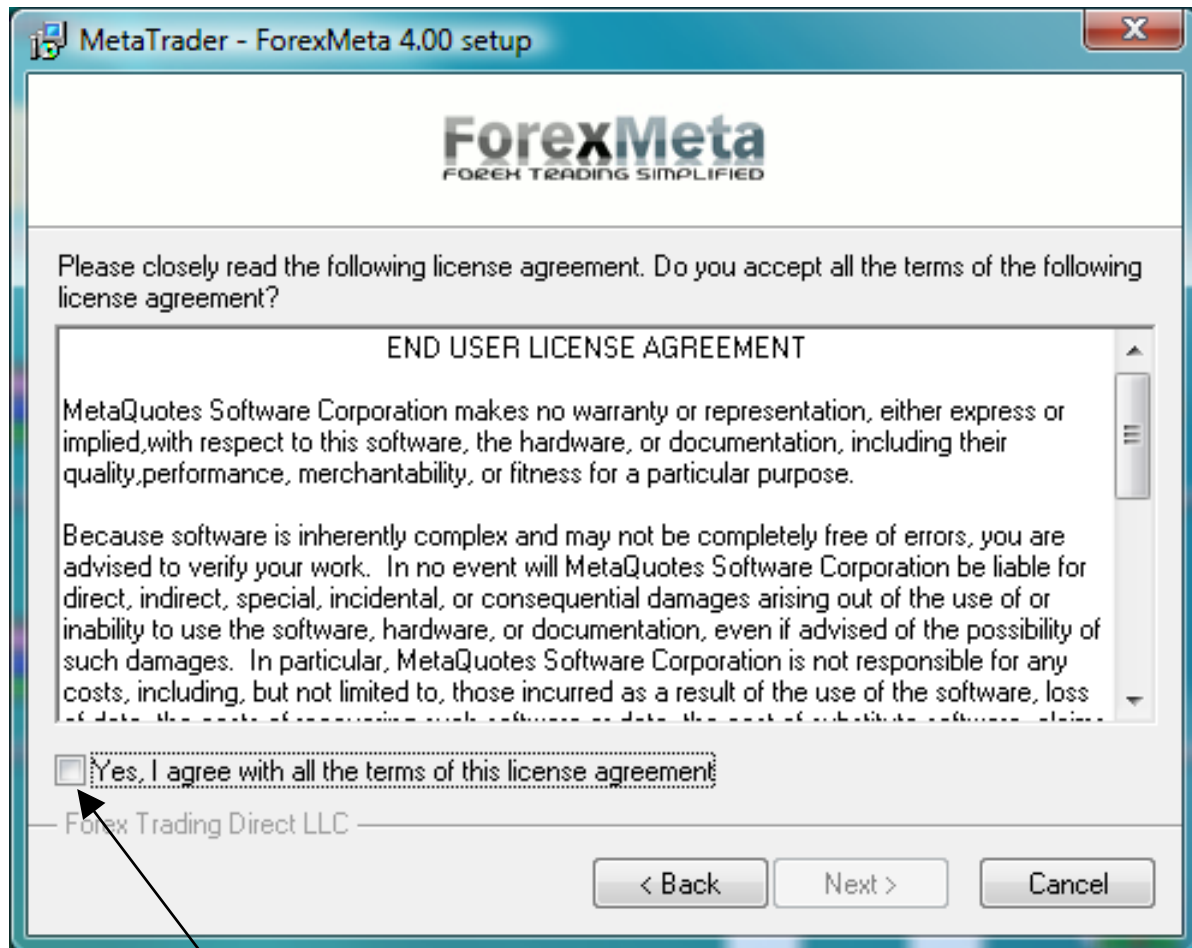 MetaTrader - ForexMeta 4.00 setup
ForexMeta
FOREX TRADING SIMPLIFIED
Please closely read the following license agreement. Do you accept all the terms of the following
license agreement?
END USER LICENSE AGREEMENT
MetaQuotes Software Corporation makes no warranty or representation, either express or
implied,with respect to this software, the hardware, or documentation, including their
quality,performance, merchantability, or fitness for a particular purpose.
Because software is inherently complex and may not be completely free of errors, you are
advised to verify your work.  In no event will MetaQuotes Software Corporation be liable for
direct, indirect, special, incidental, or consequential damages arising out of the use of or
inability to use the software, hardware, or documentation, even if advised of the possibility of
such damages.  In particular, MetaQuotes Software Corporation is not responsible for any
costs, including, but not limited to, those incurred as a result of the use of the software, loss
Yes, I agree with all the terms of this license agreement
Forex Trading Direct LLC
< Back
Next >
Cancel